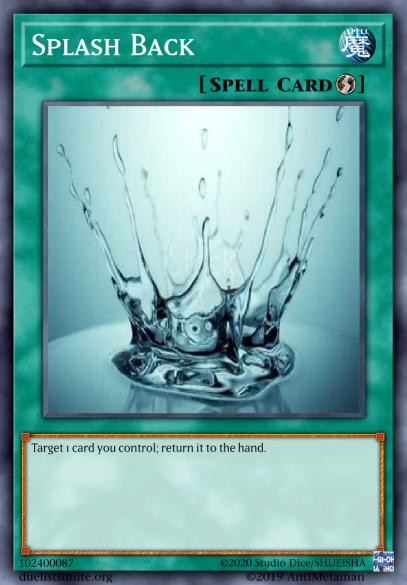 SPLASH BACK
SPELL
魔
[SPELL CARD]
iStock
Target 1 card you control; return it to the hand.
102400087
©2020 Studio Dice/SHUEISHA
duelistsunite.org
©2019 AntiMetaman